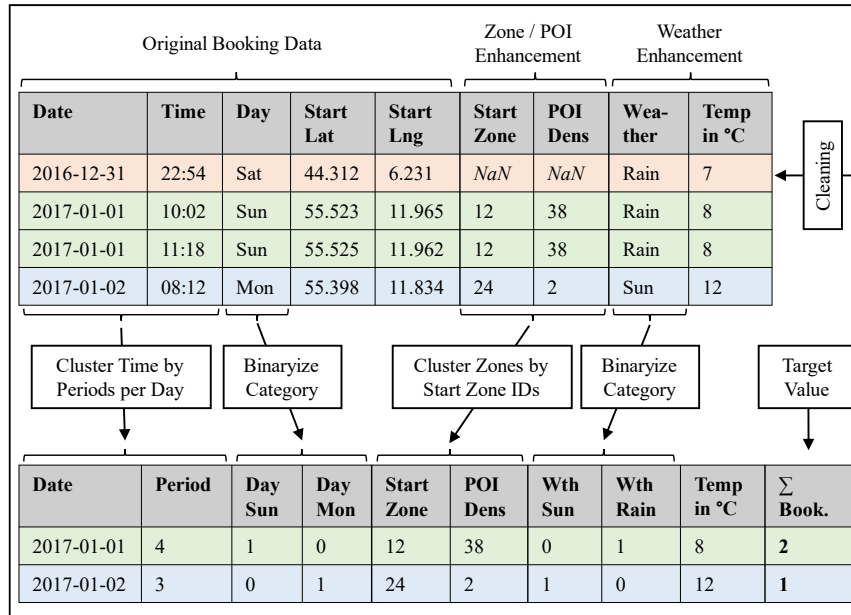 Original Booking Data
Zone / POI
Enhancement
Weather
Enhancement
Date Time Day Start Lat Start Lng Start Zone POI Dens Wea-ther Temp in °C
2016-12-31 22:54 Sat 44.312 6.231 NaN NaN Rain 7
2017-01-01 10:02 Sun 55.523 11.965 12 38 Rain 8
2017-01-01 11:18 Sun 55.525 11.962 12 38 Rain 8
2017-01-02 08:12 Mon 55.398 11.834 24 2 Sun 12
Cleaning
Cluster Time by
Periods per Day
Binaryize
Category
Cluster Zones by
Start Zone IDs
Binaryize
Category
Target
Value
Date Period Day Sun Day Mon Start Zone POI Dens Wth Sun Wth Rain Temp in °C ∑ Book.
2017-01-01 4 1 0 12 38 0 1 8 2
2017-01-02 3 0 1 24 2 1 0 12 1